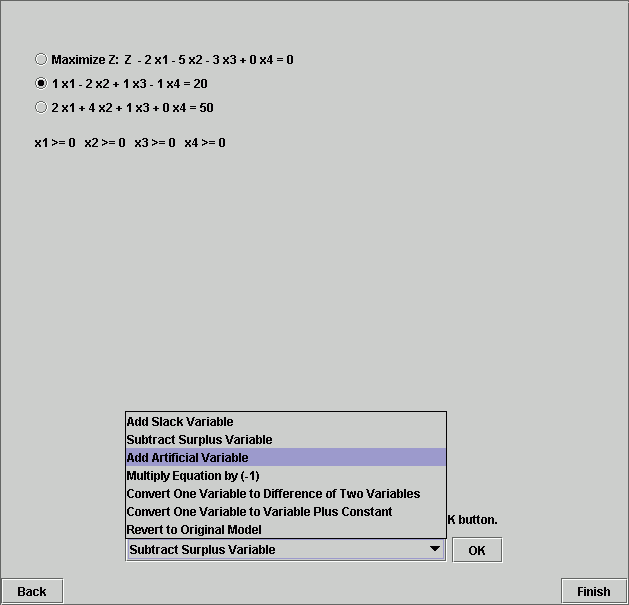 Maximize Z: Z - 2 x1 - 5 x2 - 3 x3 + 0 x4 = 0
1 x1 - 2 x2 + 1 x3 - 1 x4 = 20
2 x1 + 4 x2 + 1 x3 + 0 x4 = 50
x1 >= 0 x2 >= 0 x3 >= 0 x4 >= 0
Add Slack Variable
Subtract Surplus Variable
Add Artificial Variable
Multiply Equation by (-1)
Convert One Variable to Difference of Two Variables
Convert One Variable to Variable Plus Constant
K button.
Revert to Original Model
Subtract Surplus Variable
OK
Back
Finish